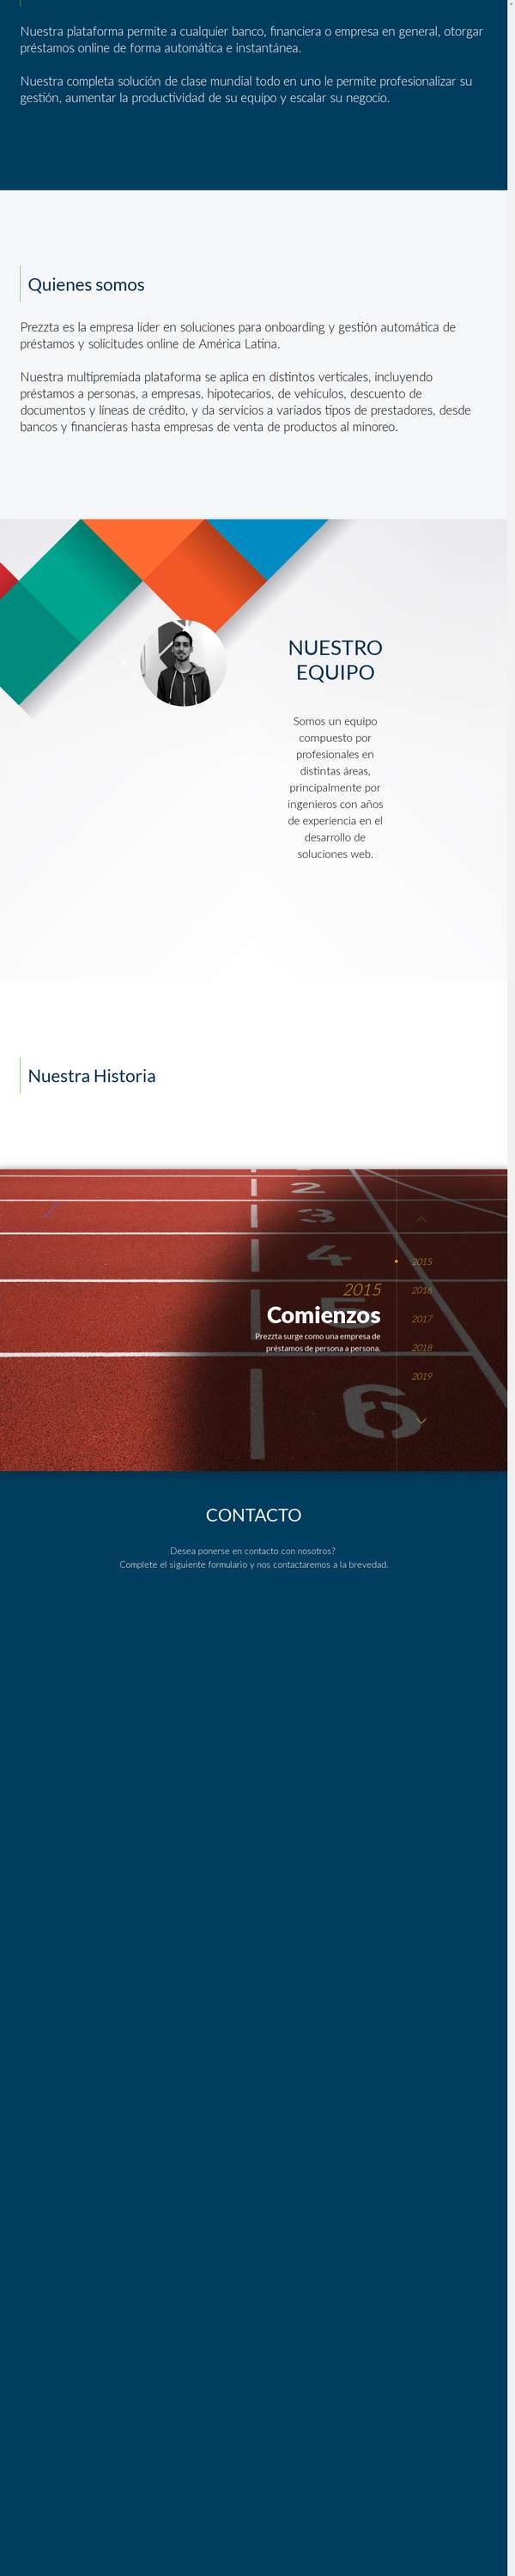 Nuestra plataforma permite a cualquier banco, financiera o empresa en general, otorgar
préstamos online de forma automática e instantánea.
Nuestra completa solución de clase mundial todo en uno le permite profesionalizar su
gestión, aumentar la productividad de su equipo y escalar su negocio.
Quienes somos
Prezzta es la empresa líder en soluciones para onboarding y gestión automática de
préstamos y solicitudes online de América Latina.
Nuestra multipremiada plataforma se aplica en distintos verticales, incluyendo
préstamos a personas, a empresas, hipotecarios, de vehículos, descuento de
documentos y líneas de crédito, y da servicios a variados tipos de prestadores, desde
bancos y financieras hasta empresas de venta de productos al minoreo.
NUESTRO
EQUIPO
Somos un equipo
compuesto por
profesionales en
distintas áreas,
principalmente por
ingenieros con años
de experiencia en el
desarrollo de
soluciones web.
Nuestra Historia
2
3
4
5
6
2015
Comienzos
Prezzta surge como una empresa de
préstamos de persona a persona.
2015
2016
2017
2018
2019
CONTACTO
Desea ponerse en contacto con nosotros?
Complete el siguiente formulario y nos contactaremos a la brevedad.